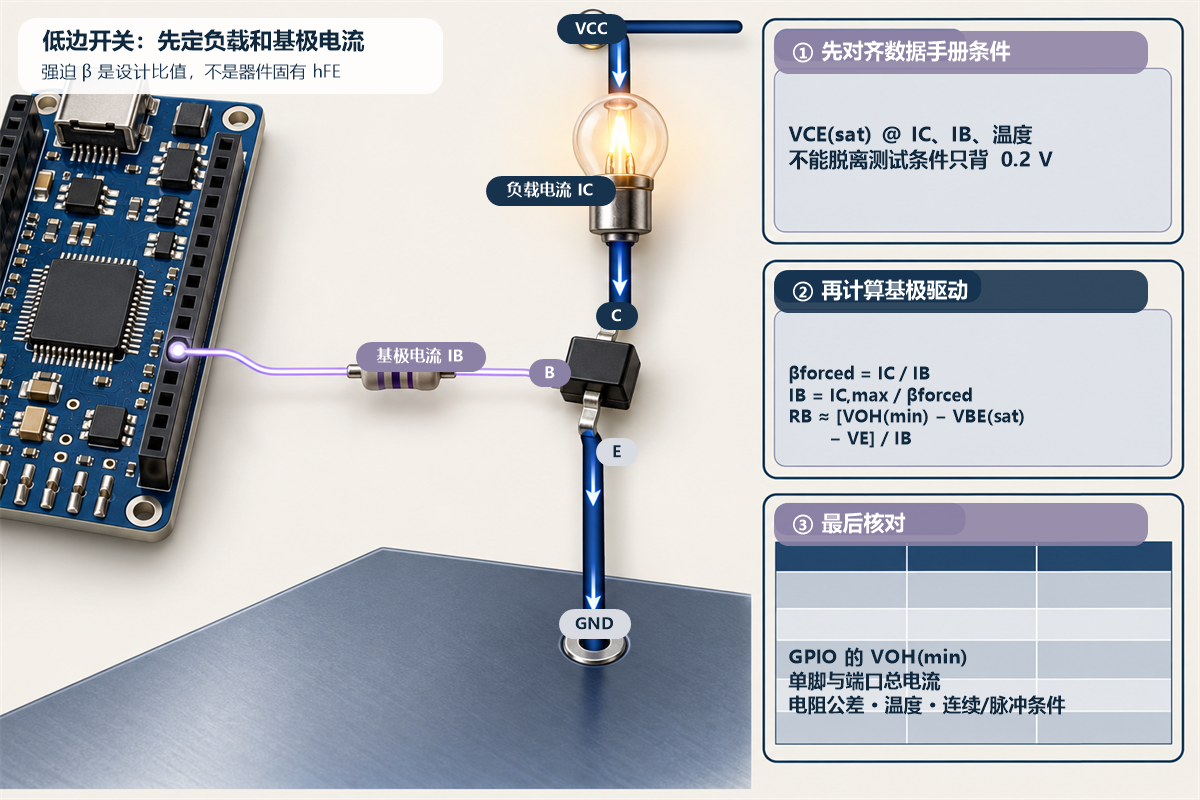 低边开关：先定负载和基极电流
强迫 β 是设计比值，不是器件固有 hFE
VCC
负载电流 IC
C
基极电流 IB
B
E
GND
① 先对齐数据手册条件
VCE(sat) @ IC、IB、温度
不能脱离测试条件只背 0.2 V
② 再计算基极驱动
βforced = IC / IB
IB = IC,max / βforced
RB ≈ [VOH(min) − VBE(sat)
− VE] / IB
③ 最后核对
GPIO 的 VOH(min)
单脚与端口总电流
电阻公差・温度・连续/脉冲条件